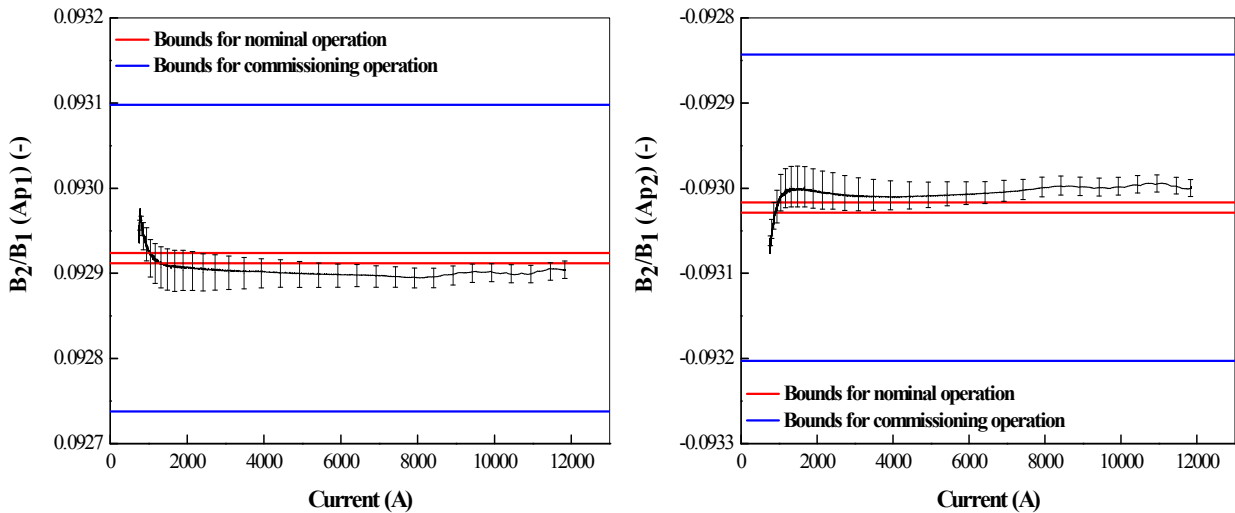 0.0932
0.0931
0.0930
0.0929
0.0928
0.0927
B2/B1 (Ap1) (-)
Bounds for nominal operation
Bounds for commissioning operation
0 2000 4000 6000 8000 10000 12000
Current (A)
-0.0928
-0.0929
-0.0930
-0.0931
-0.0932
-0.0933
B2/B1 (Ap2) (-)
Bounds for nominal operation
Bounds for commissioning operation
0 2000 4000 6000 8000 10000 12000
Current (A)